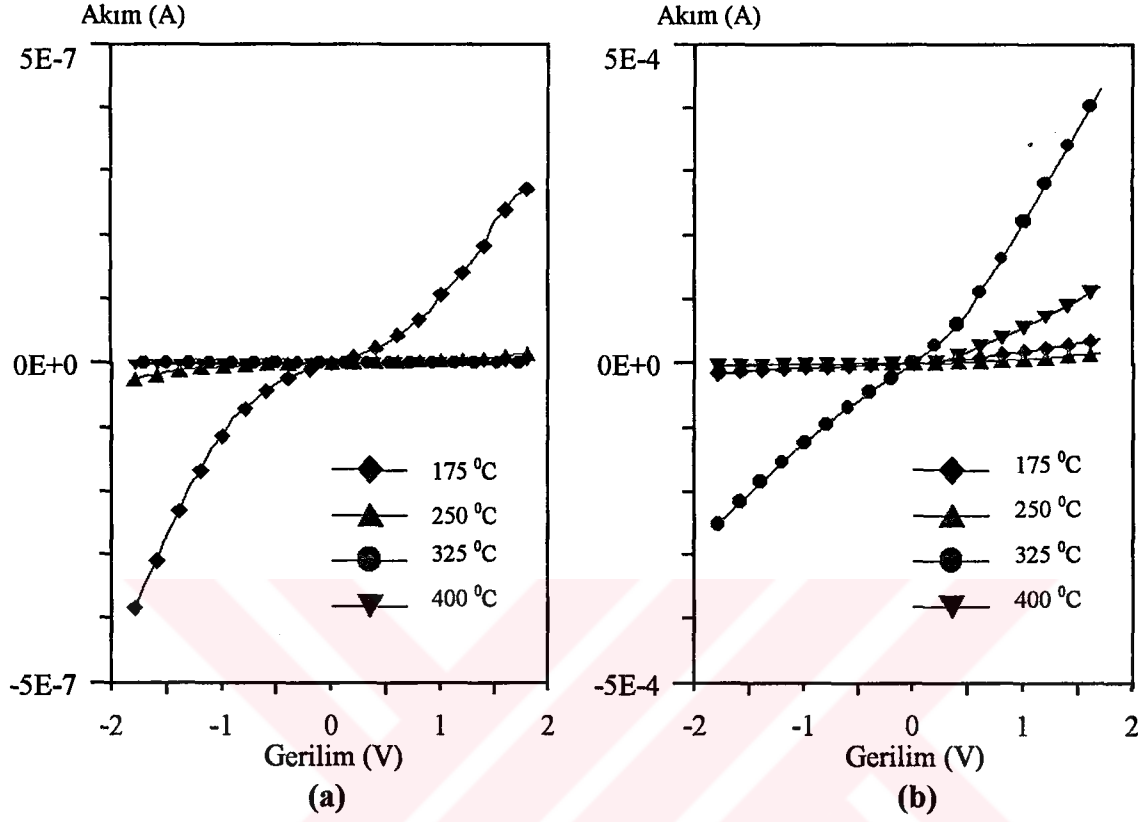 Akım (A)
5E-7
0E+0
-5E-7
-2 -1 0 1 2
Gerilim (V)
(a)
175 ⁰C
250 ⁰C
325 ⁰C
400 ⁰C
Akım (A)
5E-4
0E+0
-5E-4
-2 -1 0 1 2
Gerilim (V)
(b)
175 ⁰C
250 ⁰C
325 ⁰C
400 ⁰C